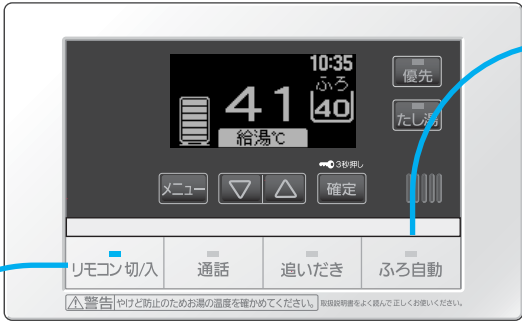 10:35
優先
ふろ
41
40
給湯℃
たし湯
3秒押し
メニュー
確定
リモコン切/入
通話
追いだき
ふろ自動
警告
やけど防止のためお湯の温度を確かめてください。
取扱説明書をよく読んで正しくお使いください。